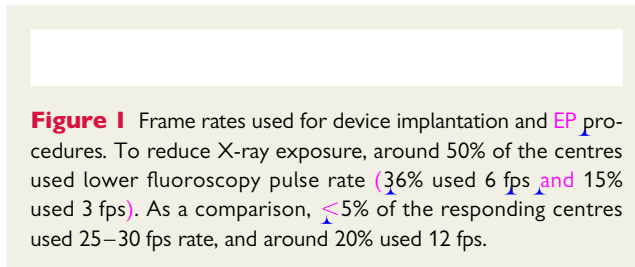 Figure 1 Frame rates used for device implantation and EP pro-
cedures. To reduce X-ray exposure, around 50% of the centres
used lower fluoroscopy pulse rate (36% used 6 fps and 15%
used 3 fps). As a comparison, <5% of the responding centres
used 25–30 fps rate, and around 20% used 12 fps.